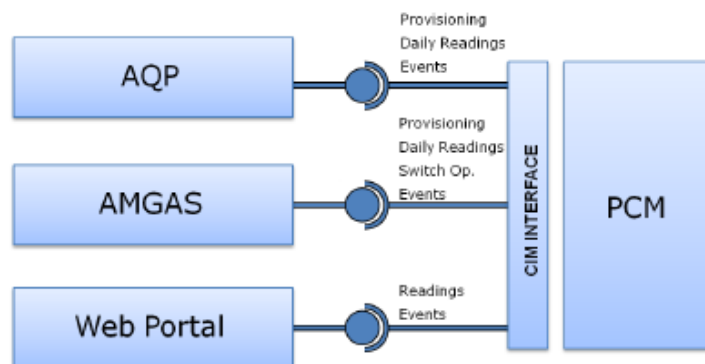 Provisioning
Daily Readings
Events
AQP
Provisioning
Daily Readings
Switch Op.
Events
AMGAS
CIM INTERFACE
PCM
Readings
Events
Web Portal